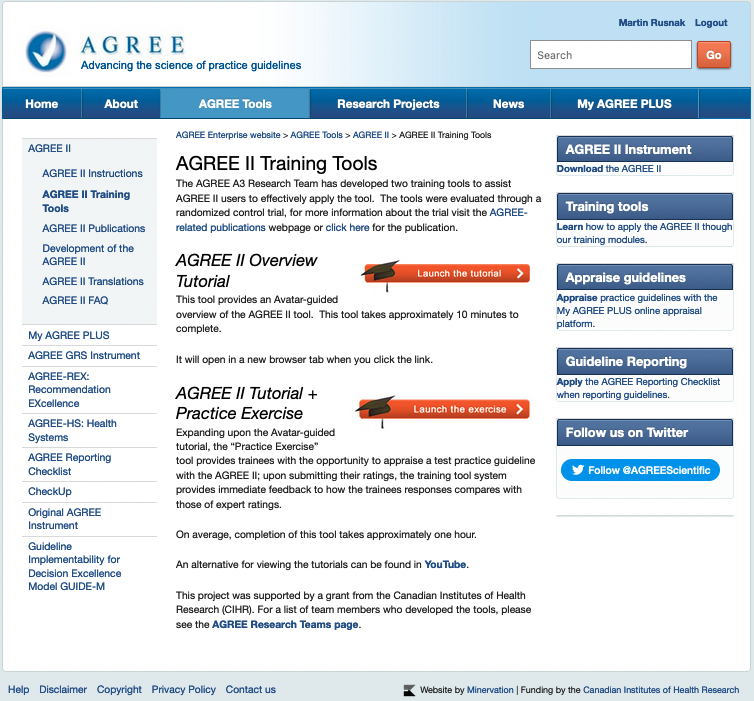 Martin Rusnak Logout
AGREE
Advancing the science of practice guidelines
Search
Go
Home About AGREE Tools Research Projects News My AGREE PLUS
AGREE II
AGREE II Instructions
AGREE II Training
Tools
AGREE II Publications
Development of the
AGREE II
AGREE II Translations
AGREE II FAQ
My AGREE PLUS
AGREE GRS Instrument
AGREE-REX:
Recommendation
EXcellence
AGREE-HS: Health
Systems
AGREE Reporting
Checklist
CheckUp
Original AGREE
Instrument
Guideline
Implementability for
Decision Excellence
Model GUIDE-M
AGREE Enterprise website > AGREE Tools > AGREE II > AGREE II Training Tools
AGREE II Training Tools
The AGREE A3 Research Team has developed two training tools to assist
AGREE II users to effectively apply the tool. The tools were evaluated through a
randomized control trial, for more information about the trial visit the AGREE-
related publications webpage or click here for the publication.
AGREE II Overview
Tutorial
Launch the tutorial
This tool provides an Avatar-guided
overview of the AGREE II tool. This tool takes approximately 10 minutes to
complete.
It will open in a new browser tab when you click the link.
AGREE II Tutorial +
Practice Exercise
Launch the exercise
Expanding upon the Avatar-guided
tutorial, the “Practice Exercise”
tool provides trainees with the opportunity to appraise a test practice guideline
with the AGREE II; upon submitting their ratings, the training tool system
provides immediate feedback to how the trainees responses compares with
those of expert ratings.
On average, completion of this tool takes approximately one hour.
An alternative for viewing the tutorials can be found in YouTube.
This project was supported by a grant from the Canadian Institutes of Health
Research (CIHR). For a list of team members who developed the tools, please
see the AGREE Research Teams page.
AGREE II Instrument
Download the AGREE II
Training tools
Learn how to apply the AGREE II though
our training modules.
Appraise guidelines
Appraise practice guidelines with the
My AGREE PLUS online appraisal
platform.
Guideline Reporting
Apply the AGREE Reporting Checklist
when reporting guidelines.
Follow us on Twitter
Follow @AGREEScientific
Help Disclaimer Copyright Privacy Policy Contact us
Website by Minervation | Funding by the Canadian Institutes of Health Research